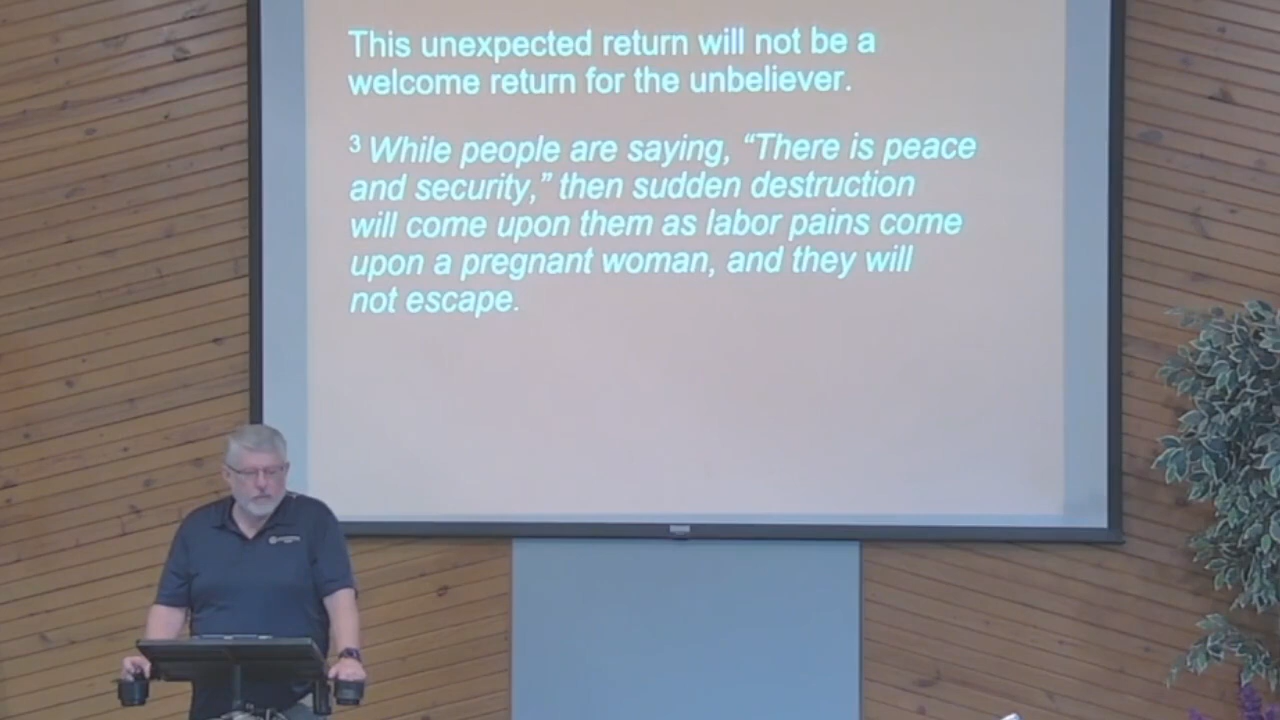 This unexpected return will not be a
welcome return for the unbeliever.
3 While people are saying, “There is peace
and security,” then sudden destruction
will come upon them as labor pains come
upon a pregnant woman, and they will
not escape.